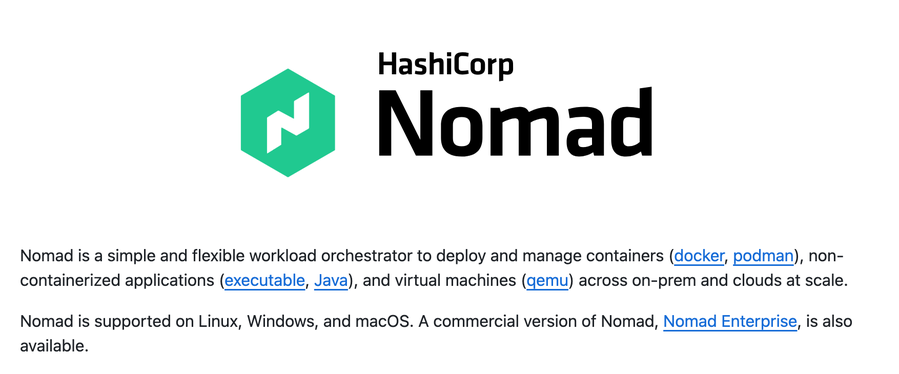 HashiCorp
Nomad
Nomad is a simple and flexible workload orchestrator to deploy and manage containers (docker, podman), non-
containerized applications (executable, Java), and virtual machines (qemu) across on-prem and clouds at scale.
Nomad is supported on Linux, Windows, and macOS. A commercial version of Nomad, Nomad Enterprise, is also
available.